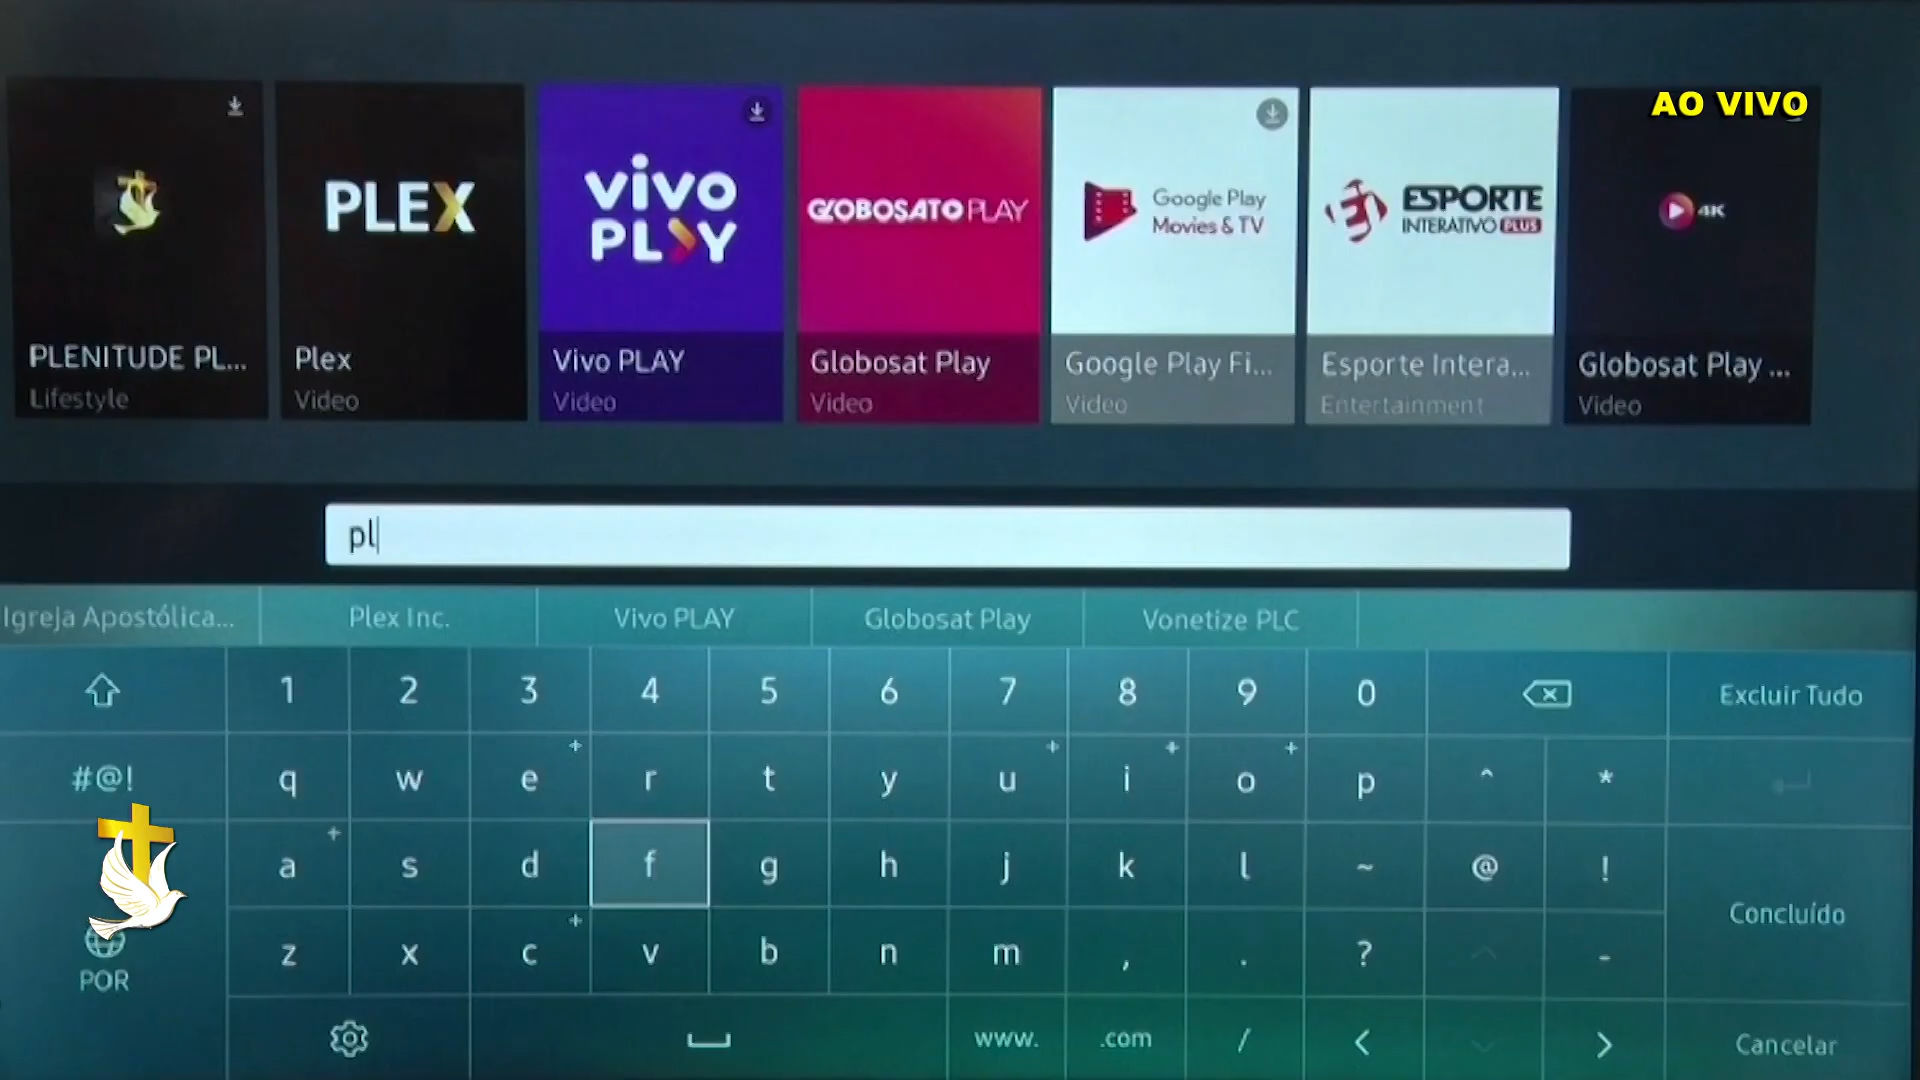 AO VIVO
PLEX
vivo
PLAY
GLOBOSATO PLAY
Google Play
Movies & TV
ESPORTE
INTERATIVO PLUS
4K
PLENITUDE PL...
Lifestyle
Plex
Video
Vivo PLAY
Video
Globosat Play
Video
Google Play Fi...
Video
Esporte Intera...
Entertainment
Globosat Play ...
Video
pl
Igreja Apostólica...
Plex Inc.
Vivo PLAY
Globosat Play
Vonetize PLC
1 2 3 4 5 6 7 8 9 0
Excluir Tudo
#@! q w e r t y u i o p ^ *
a s d f g h j k l ~ @ !
Concluído
z x c v b n m , . ? -
POR
www. .com / < >
Cancelar